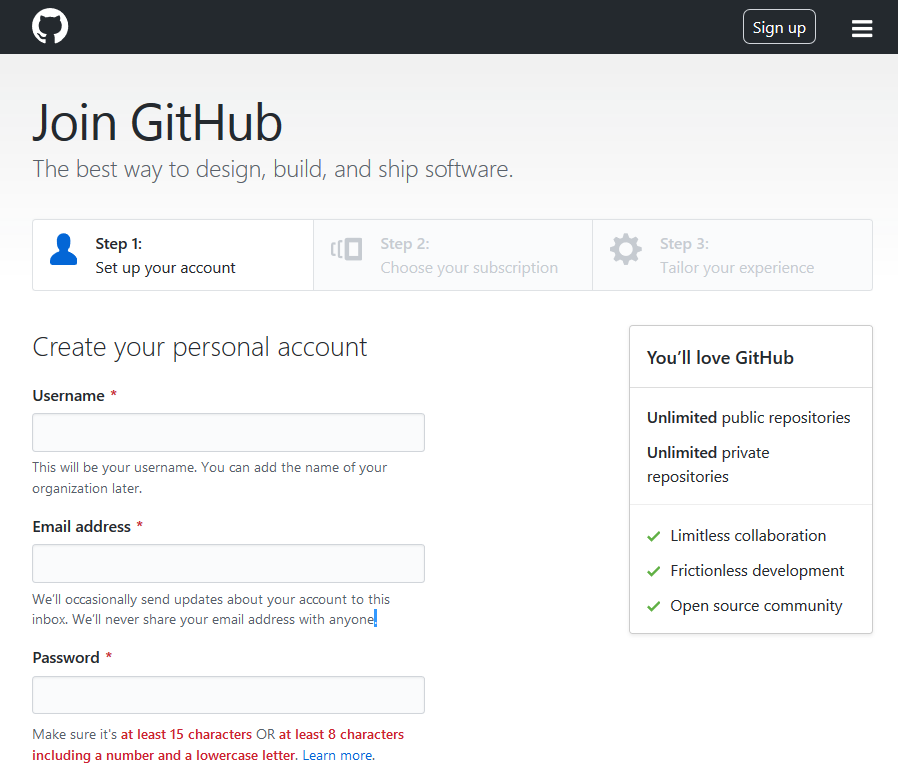 Sign up
Join GitHub
The best way to design, build, and ship software.
Step 1:
Set up your account
Step 2:
Choose your subscription
Step 3:
Tailor your experience
Create your personal account
Username *
This will be your username. You can add the name of your
organization later.
Email address *
We’ll occasionally send updates about your account to this
inbox. We’ll never share your email address with anyone.
Password *
Make sure it's at least 15 characters OR at least 8 characters
including a number and a lowercase letter. Learn more.
You’ll love GitHub
Unlimited public repositories
Unlimited private
repositories
Limitless collaboration
Frictionless development
Open source community